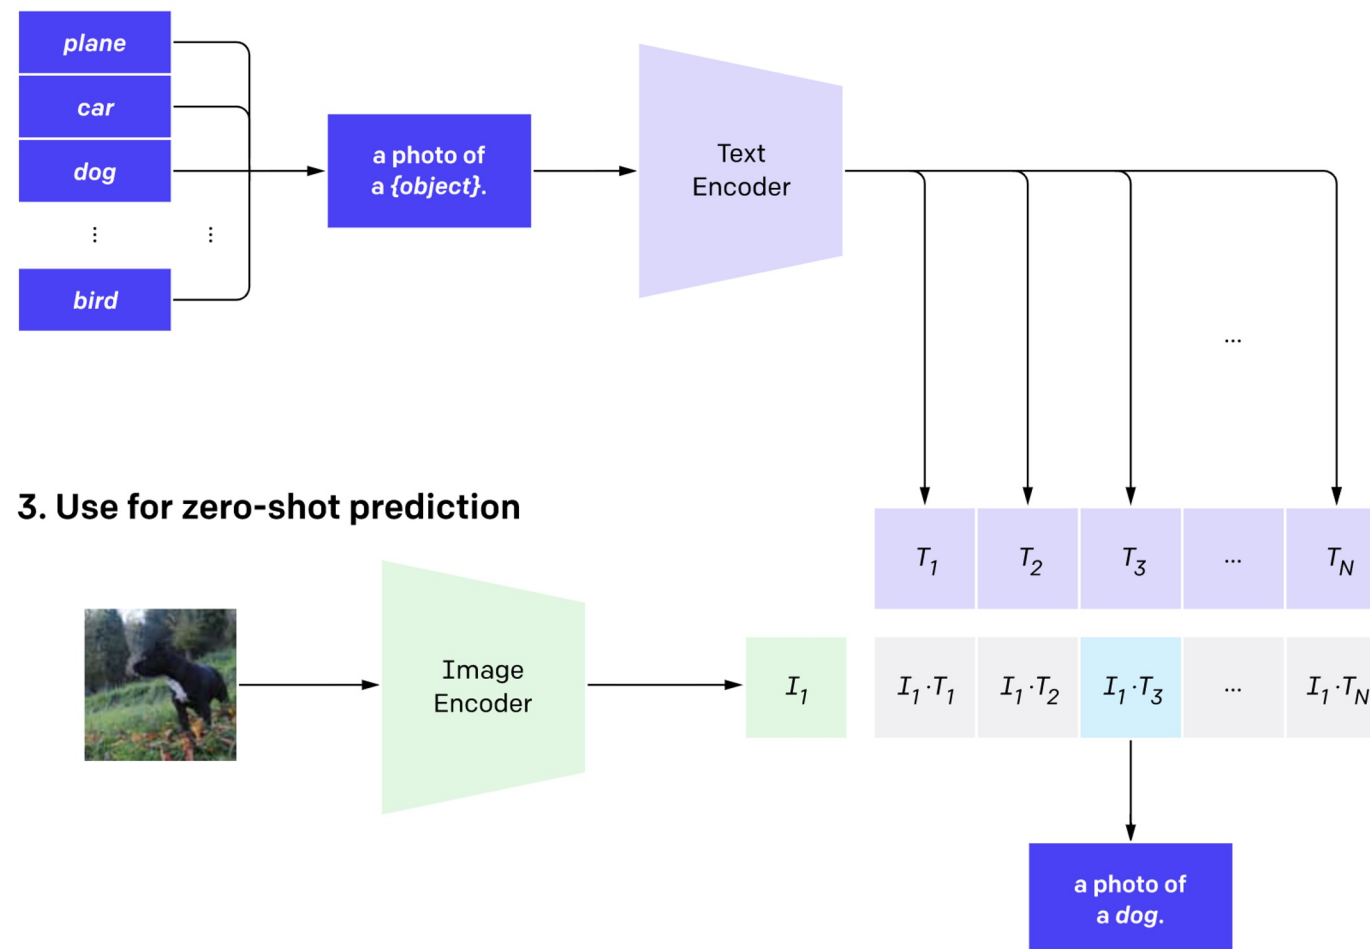 plane
car
dog
⋮ ⋮
bird
a photo of
a {object}.
Text
Encoder
...
3. Use for zero-shot prediction
T1 T2 T3 ... TN
Image
Encoder
I1
I1·T1 I1·T2 I1·T3 ... I1·TN
a photo of
a dog.